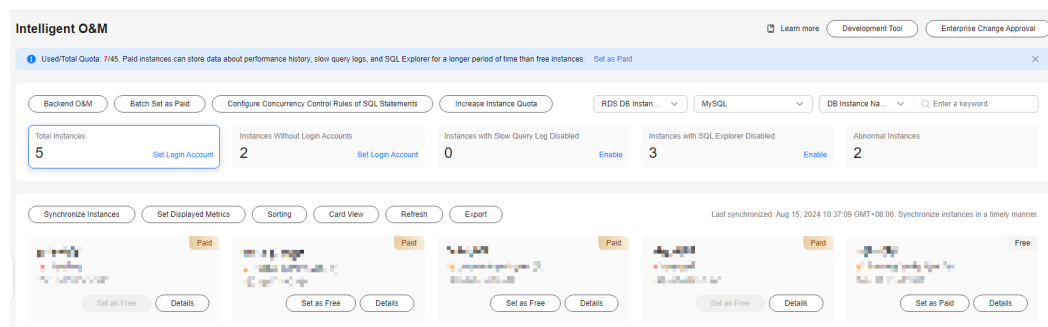 Intelligent O&M
Learn more
Development Tool
Enterprise Change Approval
Used/Total Quota: 7/45. Paid instances can store data about performance history, slow query logs, and SQL Explorer for a longer period of time than free instances. Set as Paid
Backend O&M
Batch Set as Paid
Configure Concurrency Control Rules of SQL Statements
Increase Instance Quota
RDS DB Instan...
MySQL
DB Instance Na...
Enter a keyword.
Total Instances
5
Set Login Account
Instances Without Login Accounts
2
Set Login Account
Instances with Slow Query Log Disabled
0
Enable
Instances with SQL Explorer Disabled
3
Enable
Abnormal Instances
2
Synchronize Instances
Set Displayed Metrics
Sorting
Card View
Refresh
Export
Last synchronized: Aug 15, 2024 10:37:09 GMT+08:00. Synchronize instances in a timely manner.
Paid
Set as Free
Details
Paid
Set as Free
Details
Paid
Set as Free
Details
Paid
Set as Free
Details
Free
Set as Paid
Details